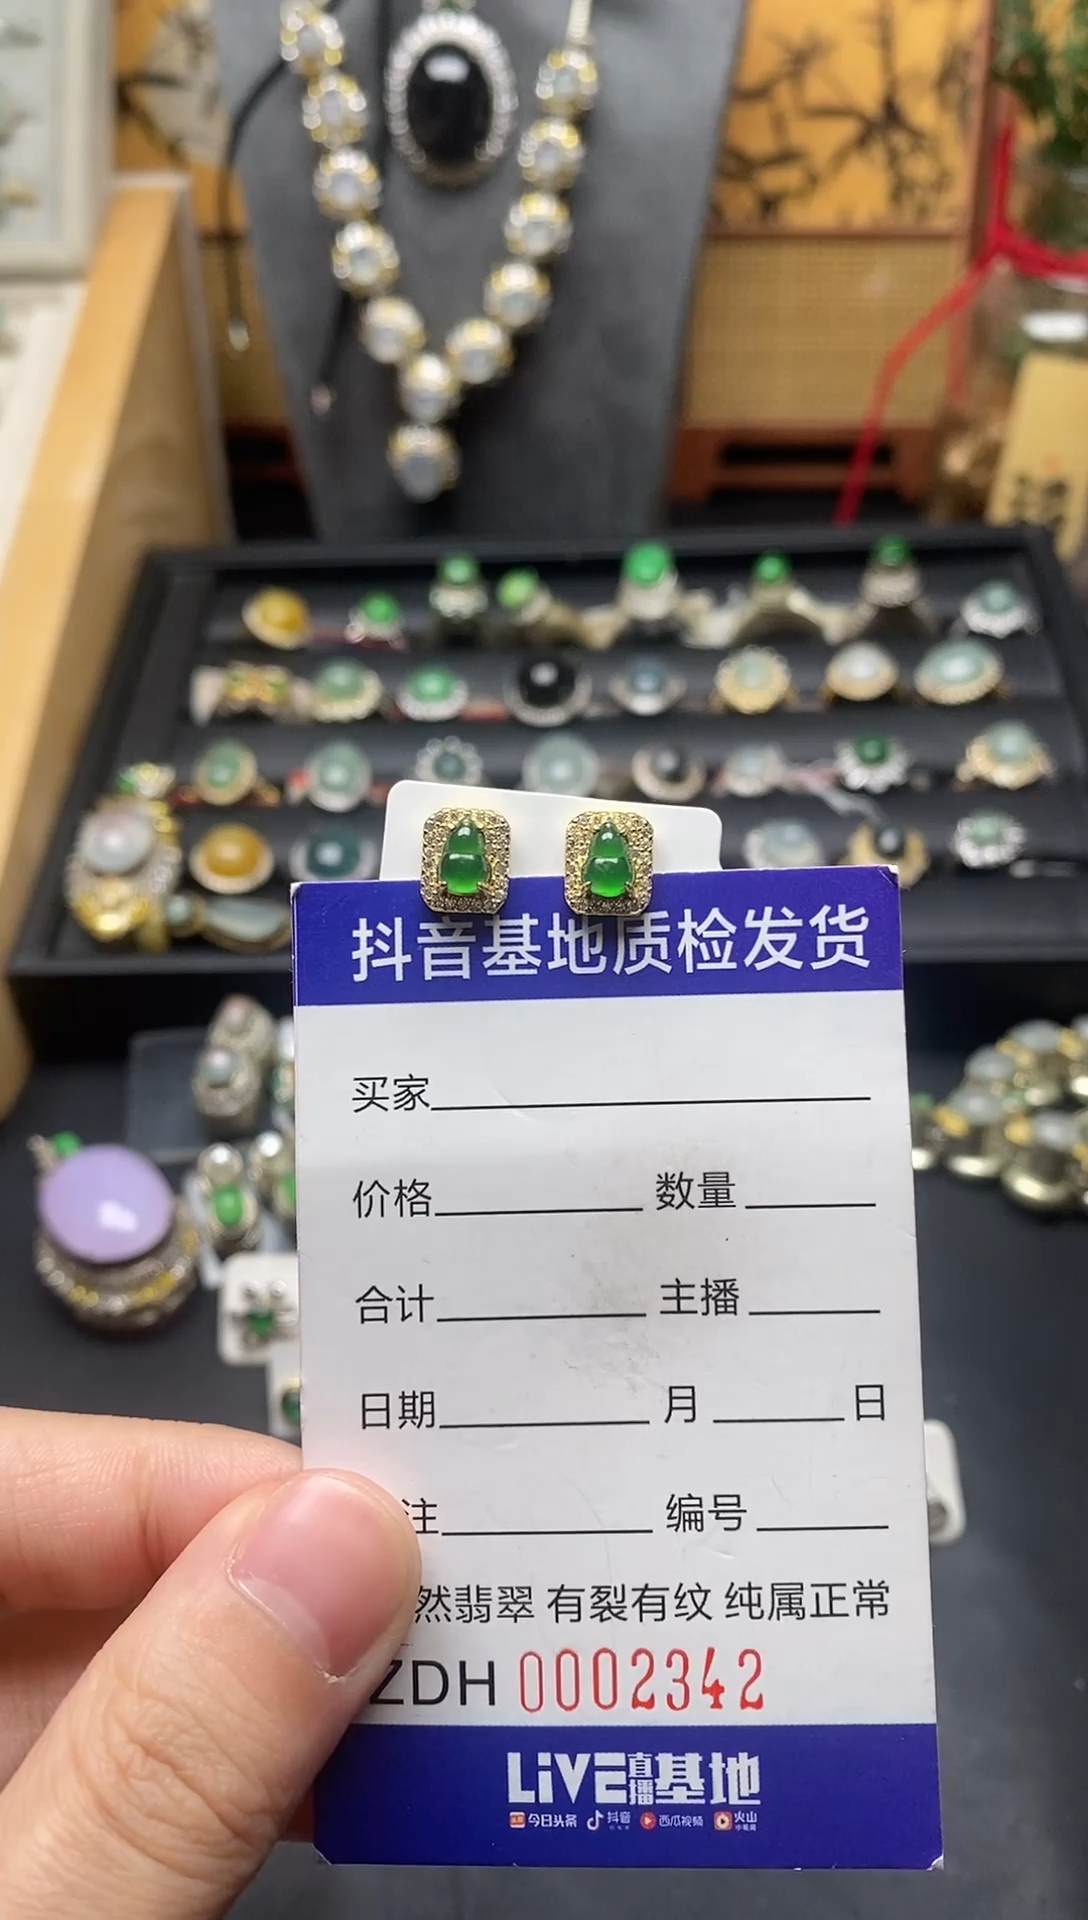 抖音基地质检发货
买家
价格 数量
合计 主播
日期 月 日
注 编号
然翡翠 有裂有纹 纯属正常
ZDH 0002342
LiVE直播基地
今日头条 抖音 西瓜视频 火山